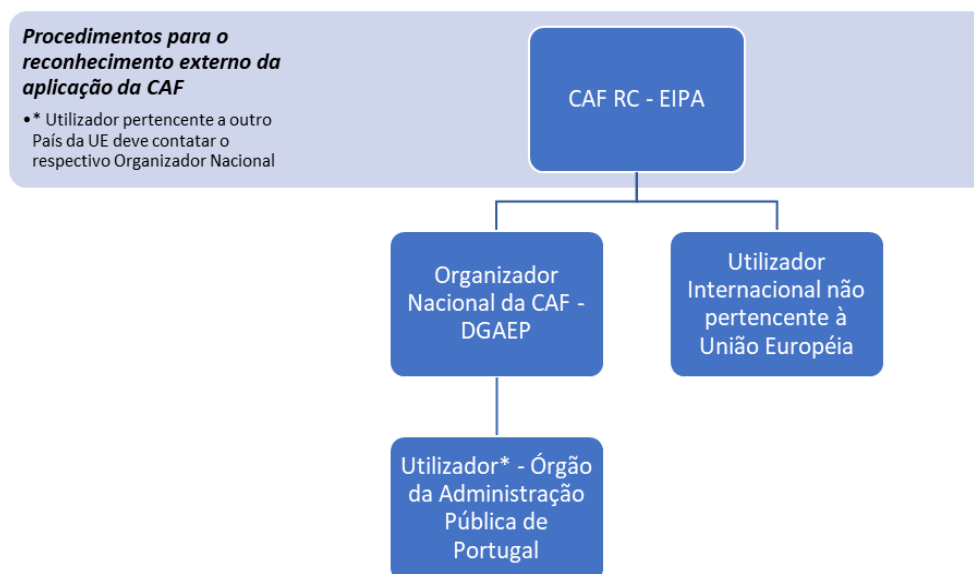 Procedimentos para o
reconhecimento externo da
aplicação da CAF
•* Utilizador pertencente a outro
País da UE deve contatar o
respectivo Organizador Nacional
CAF RC - EIPA
Organizador
Nacional da CAF -
DGAEP
Utilizador
Internacional não
pertencente à
União Européia
Utilizador* - Órgão
da Administração
Pública de
Portugal